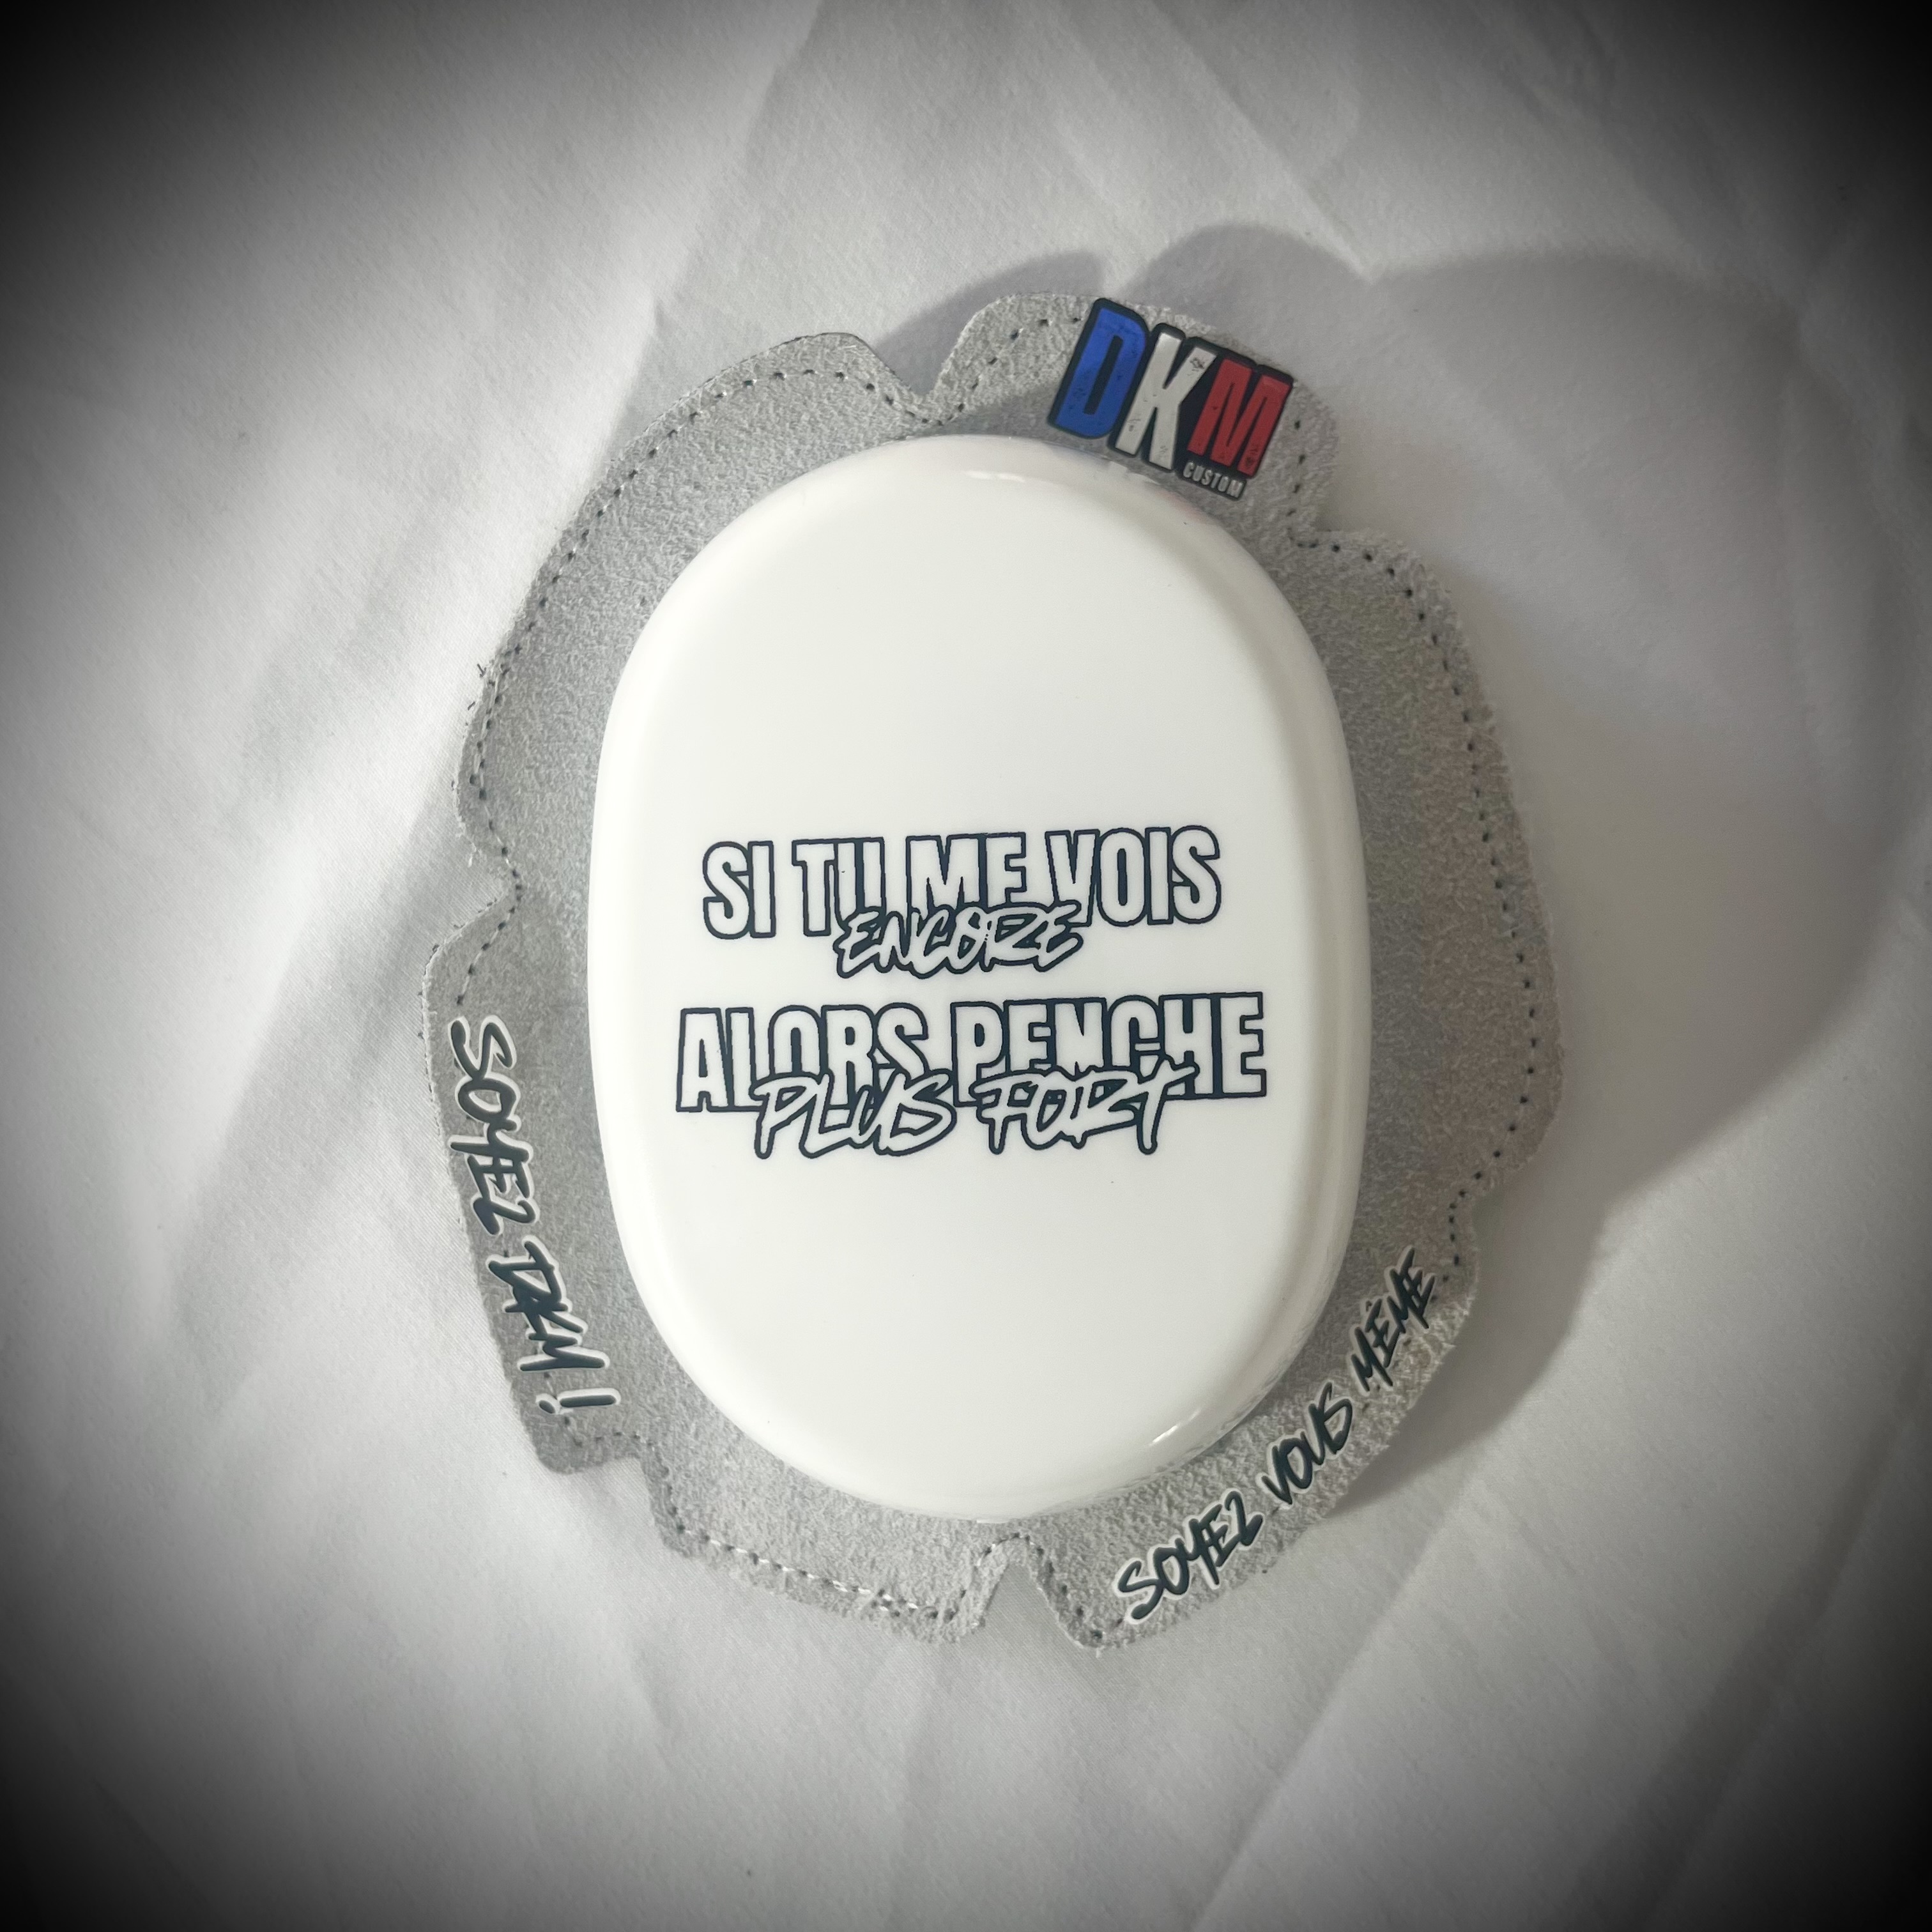 DKM
CUSTOM
SI TU ME VOIS
ENCORE
ALORS PENCHE
PLUS FORT
SOYEZ DKM !
SOYEZ VOUS MÊME